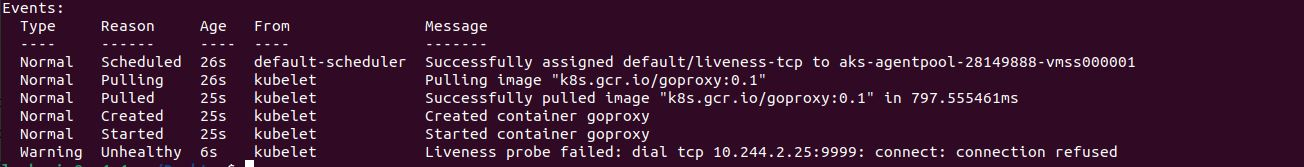 Events:
Type Reason Age From Message
---- ------ ---- ---- -------
Normal Scheduled 26s default-scheduler Successfully assigned default/liveness-tcp to aks-agentpool-28149888-vmss000001
Normal Pulling 26s kubelet Pulling image "k8s.gcr.io/goproxy:0.1"
Normal Pulled 25s kubelet Successfully pulled image "k8s.gcr.io/goproxy:0.1" in 797.555461ms
Normal Created 25s kubelet Created container goproxy
Normal Started 25s kubelet Started container goproxy
Warning Unhealthy 6s kubelet Liveness probe failed: dial tcp 10.244.2.25:9999: connect: connection refused